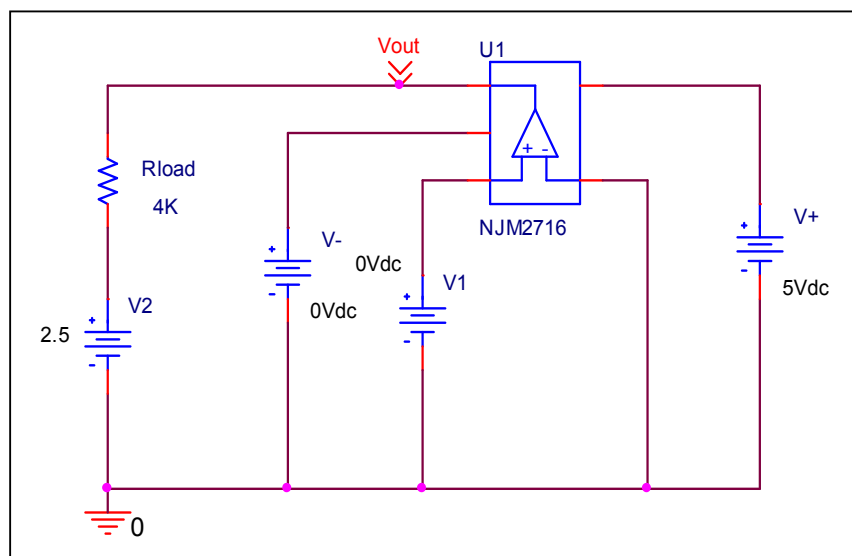 Vout
U1
Rload
4K
+ -
NJM2716
V+
+
-
5Vdc
V-
+
-
0Vdc
0Vdc
V1
+
-
V2
+
-
2.5
0